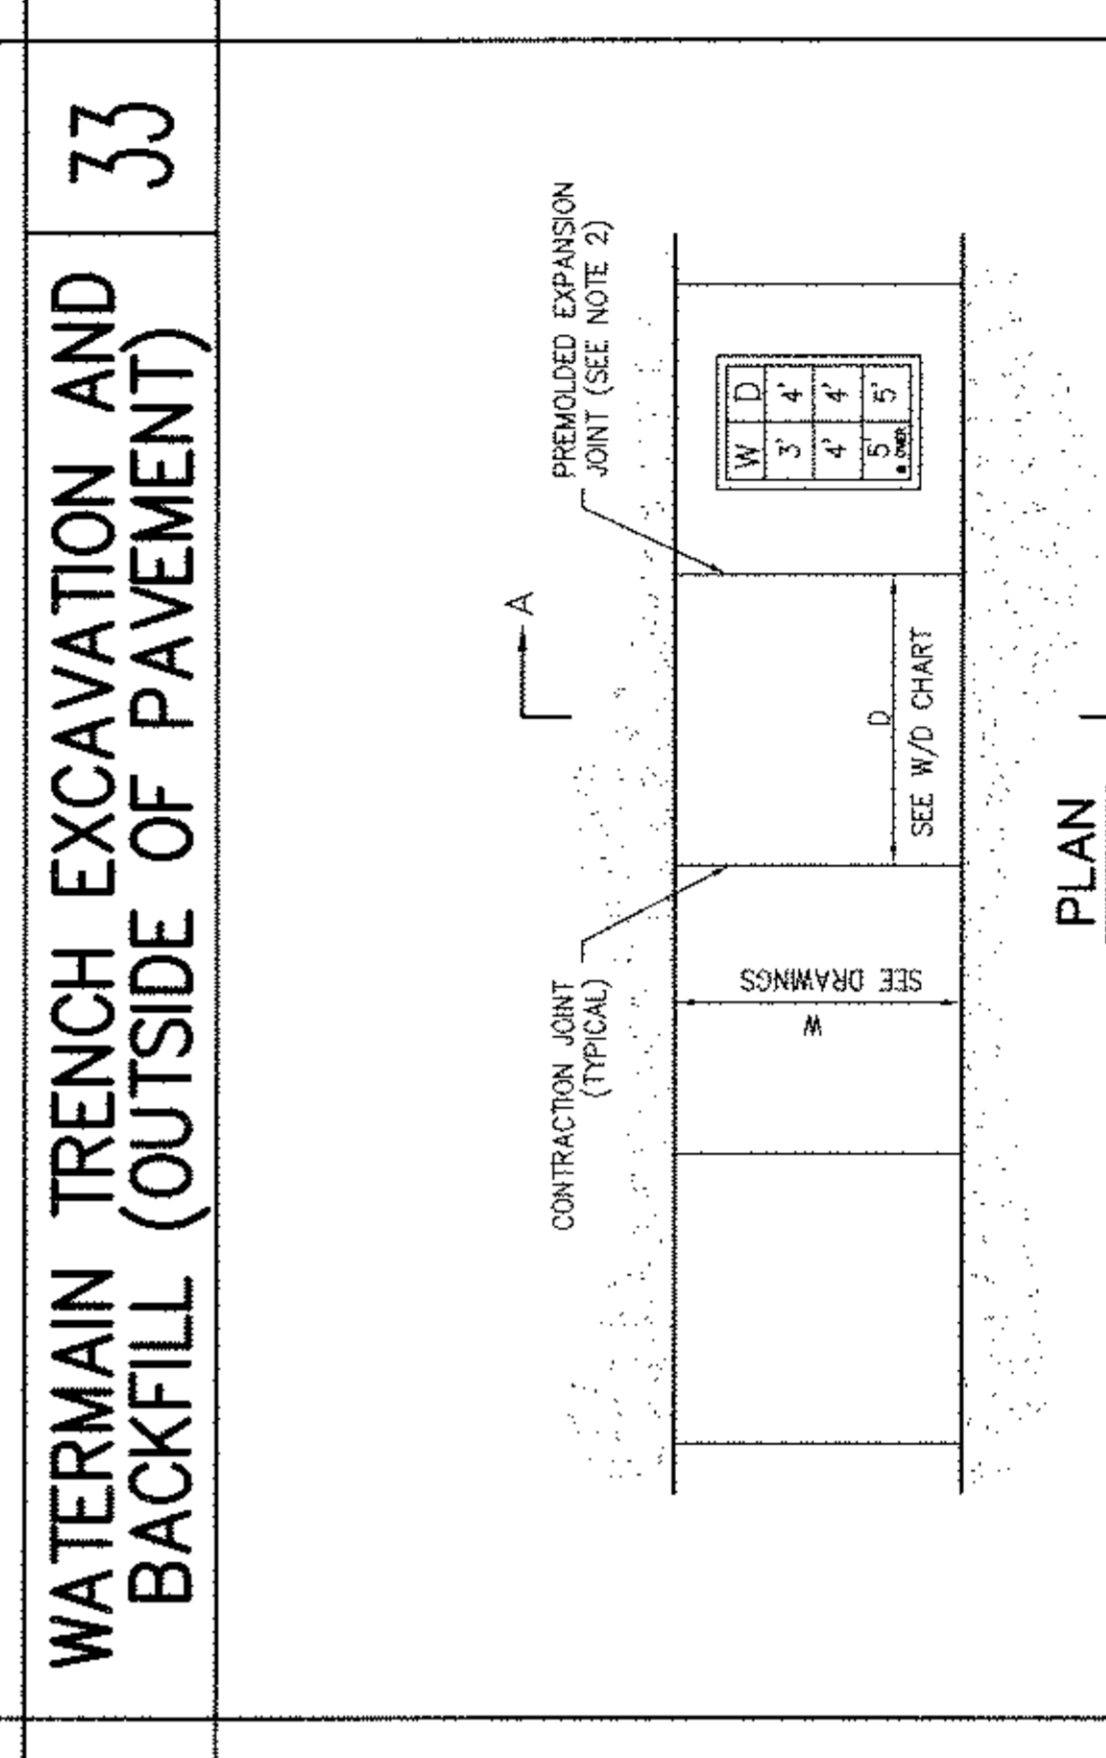 WATERMAIN TRENCH EXCAVATION AND
BACKFILL (OUTSIDE OF PAVEMENT)
33
CONTRACTION JOINT
(TYPICAL)
A
PREMOLDED EXPANSION
JOINT (SEE NOTE 2)
W
SEE DRAWINGS
D
SEE W/D CHART
W D
3' 4'
4' 4'
5' 5'
& OVER
PLAN